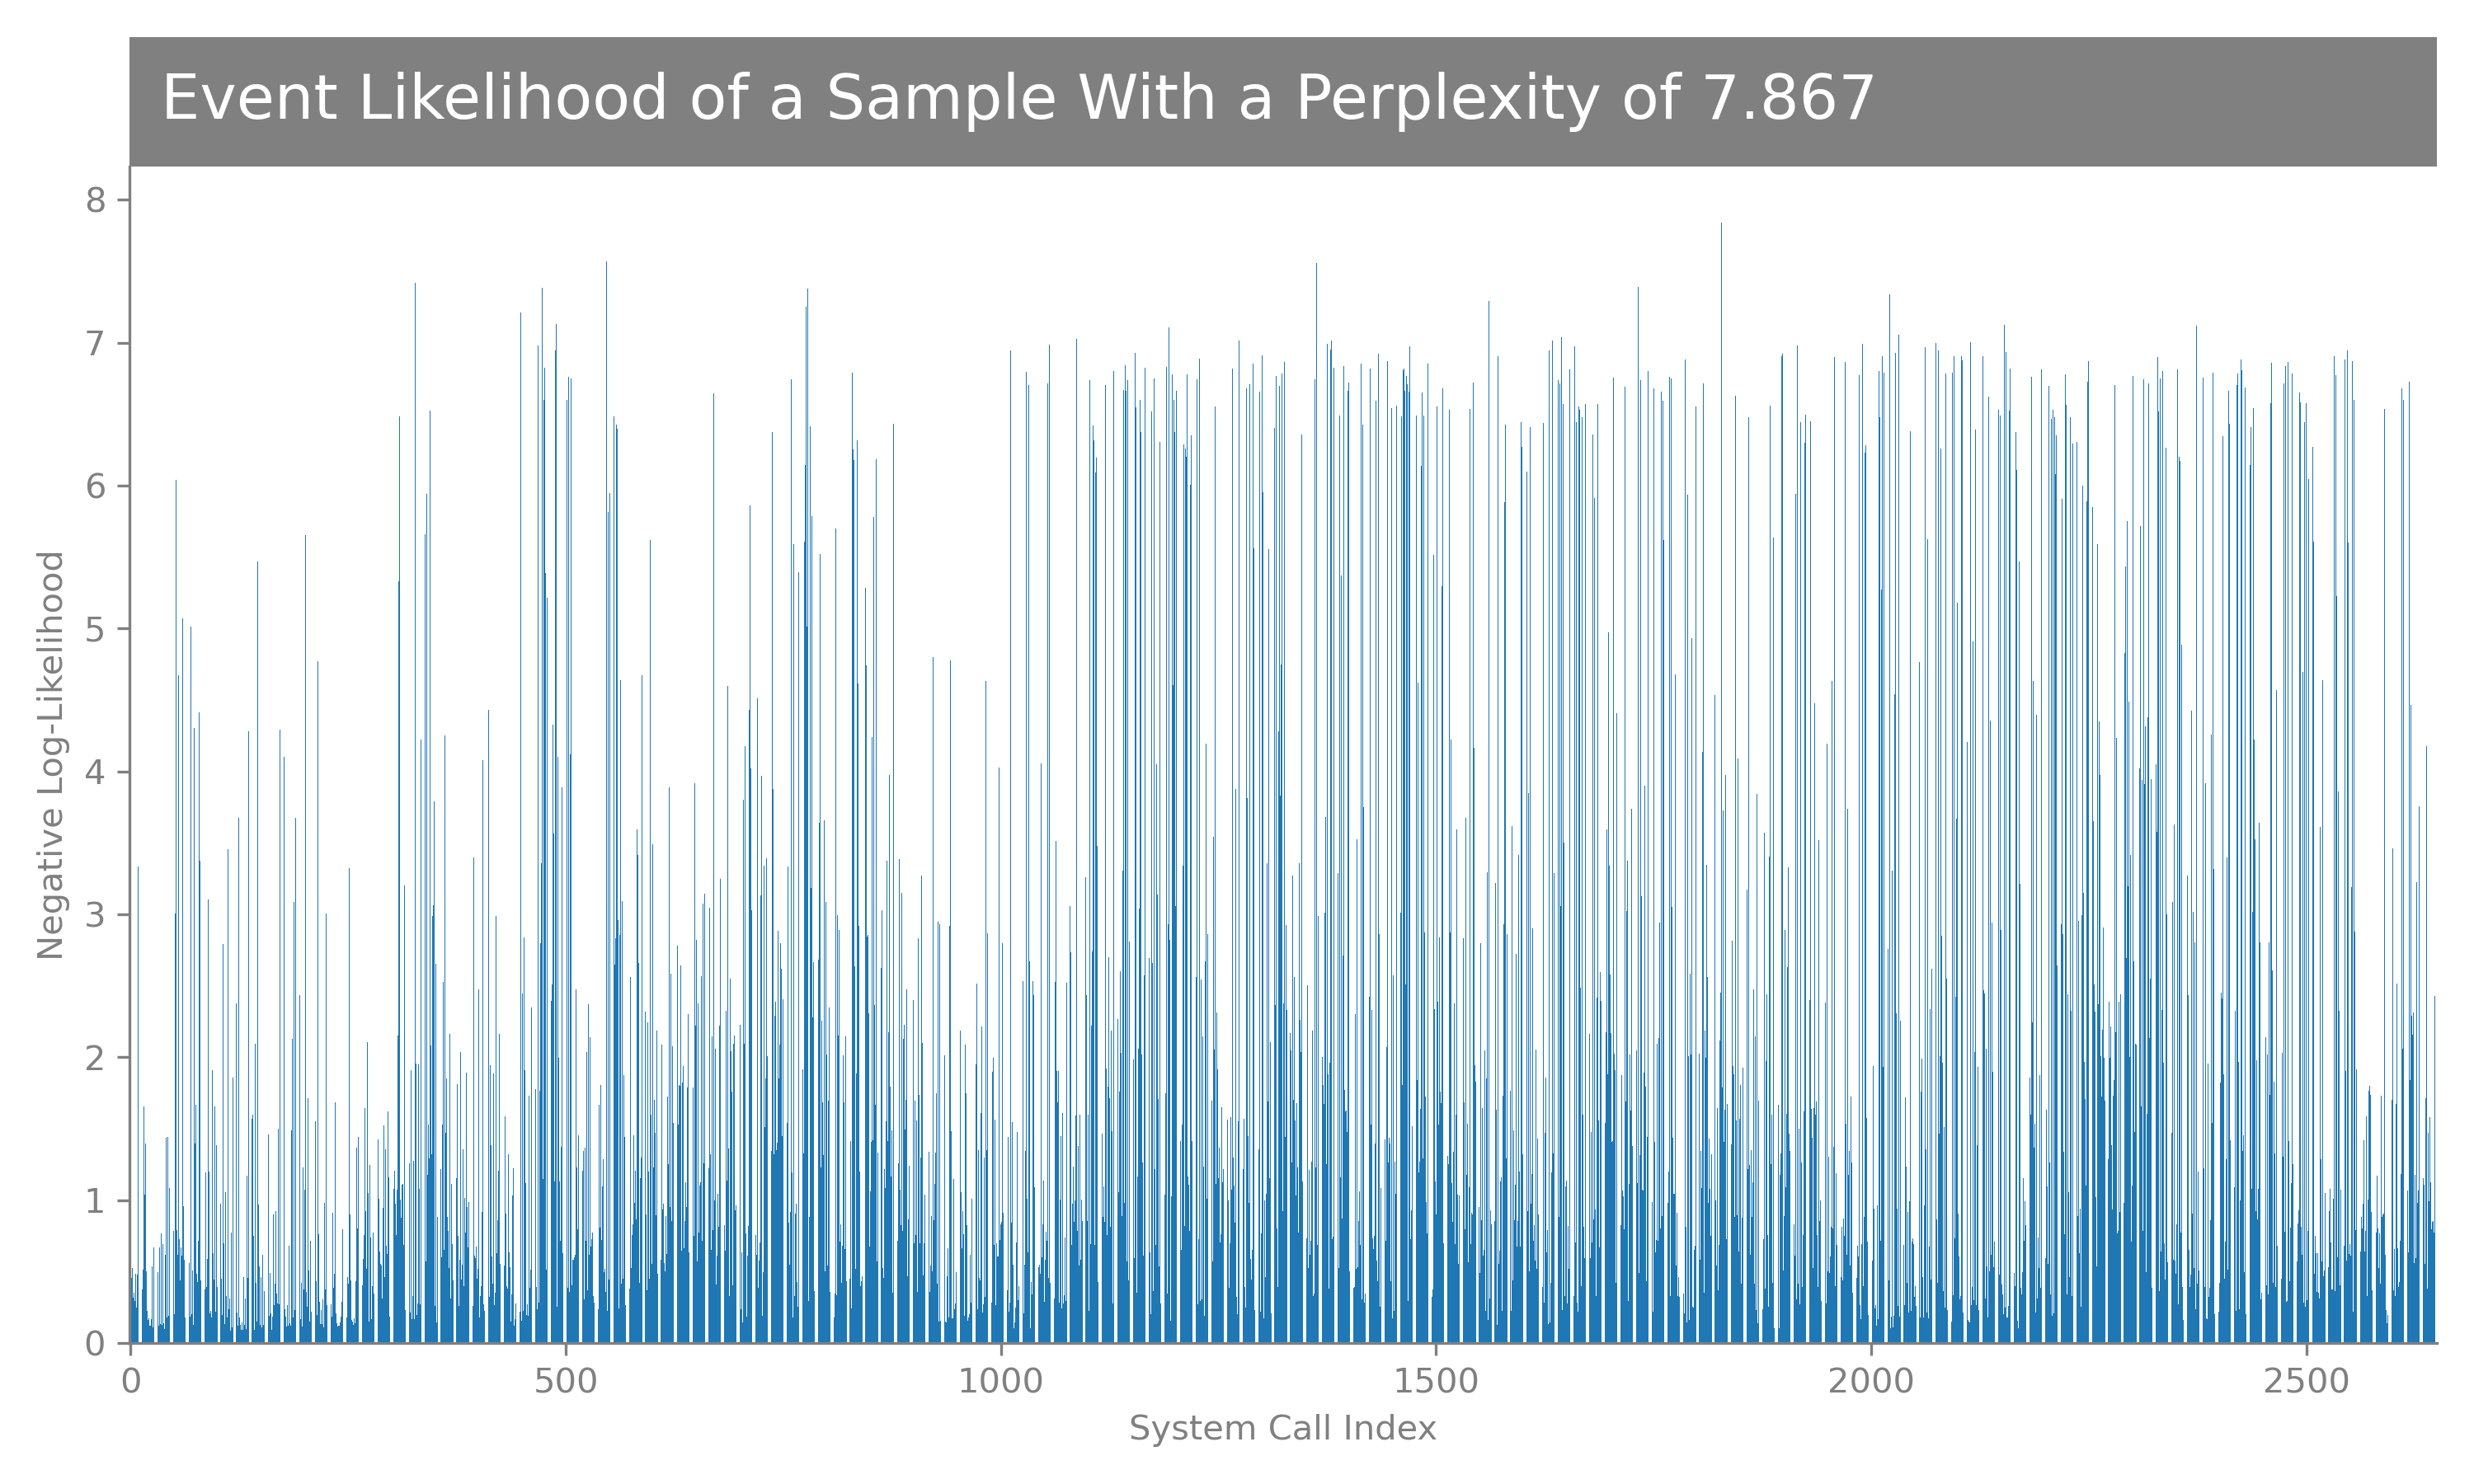 Event Likelihood of a Sample With a Perplexity of 7.867
8
7
6
5
4
3
2
1
0
Negative Log-Likelihood
0 500 1000 1500 2000 2500
System Call Index